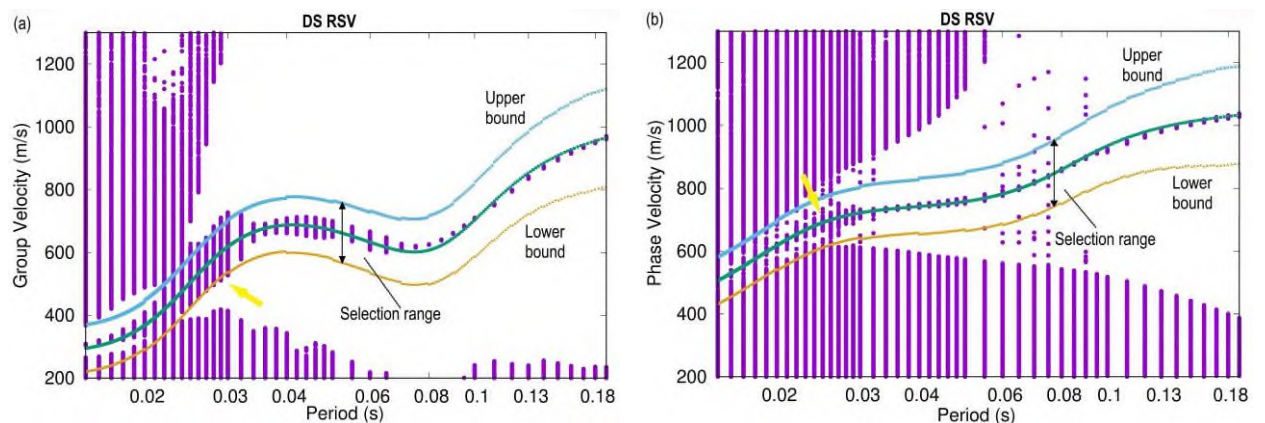 (a)
DS RSV
Group Velocity (m/s)
1200
1000
800
600
400
200
Upper
bound
Lower
bound
Selection range
0.02
0.03
0.04
0.06
0.08
0.1
0.13
0.18
Period (s)
(b)
DS RSV
Phase Velocity (m/s)
1200
1000
800
600
400
200
Upper
bound
Lower
bound
Selection range
0.02
0.03
0.04
0.06
0.08
0.1
0.13
0.18
Period (s)